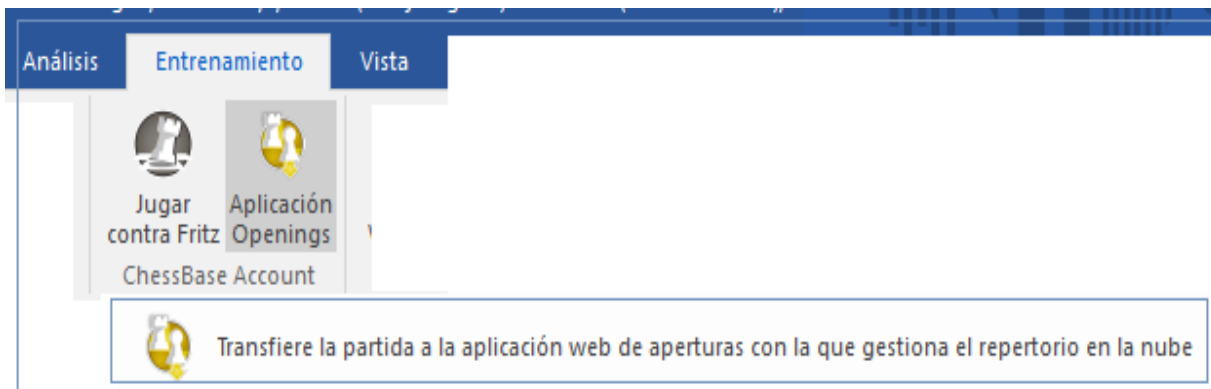 Análisis Entrenamiento Vista
Jugar Aplicación
contra Fritz Openings
ChessBase Account
Transfiere la partida a la aplicación web de aperturas con la que gestiona el repertorio en la nube